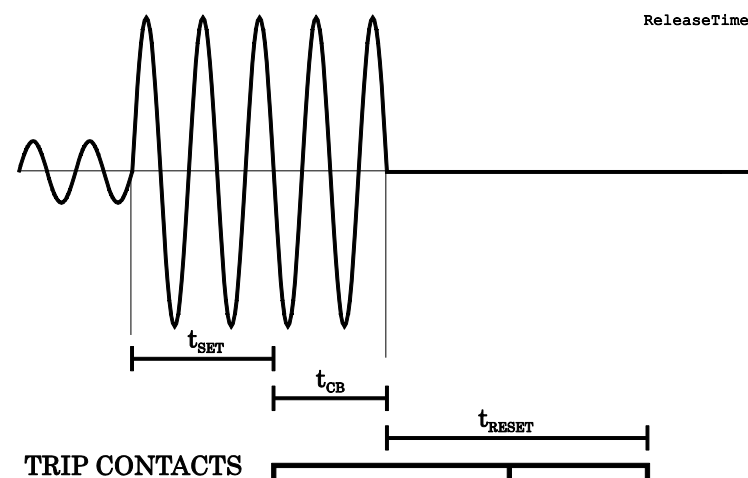 ReleaseTime
tSET
tCB
tRESET
TRIP CONTACTS